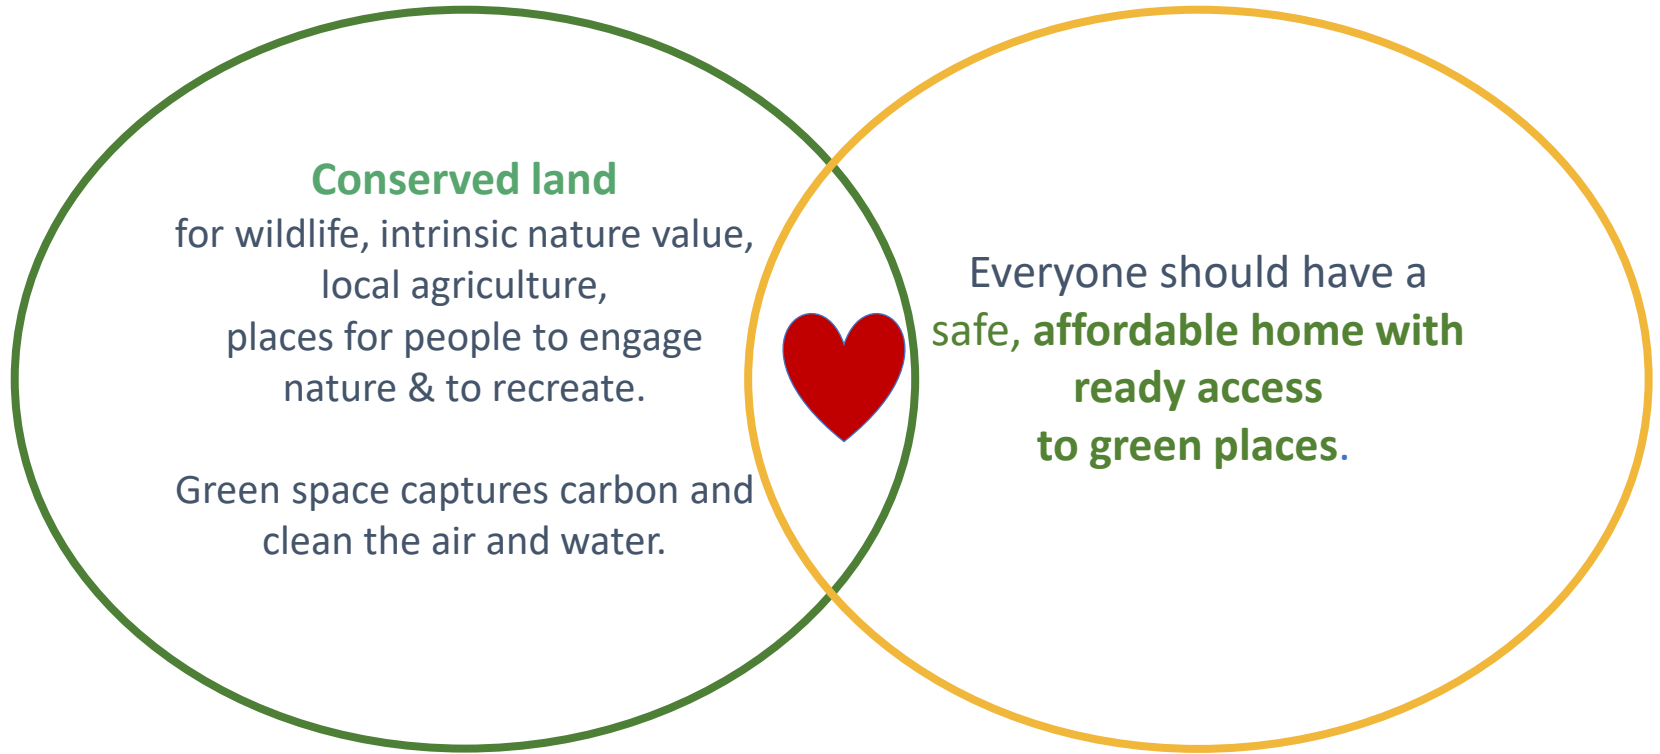 Conserved land
for wildlife, intrinsic nature value,
local agriculture,
places for people to engage
nature & to recreate.
Green space captures carbon and
clean the air and water.
Everyone should have a
safe, affordable home with
ready access
to green places.